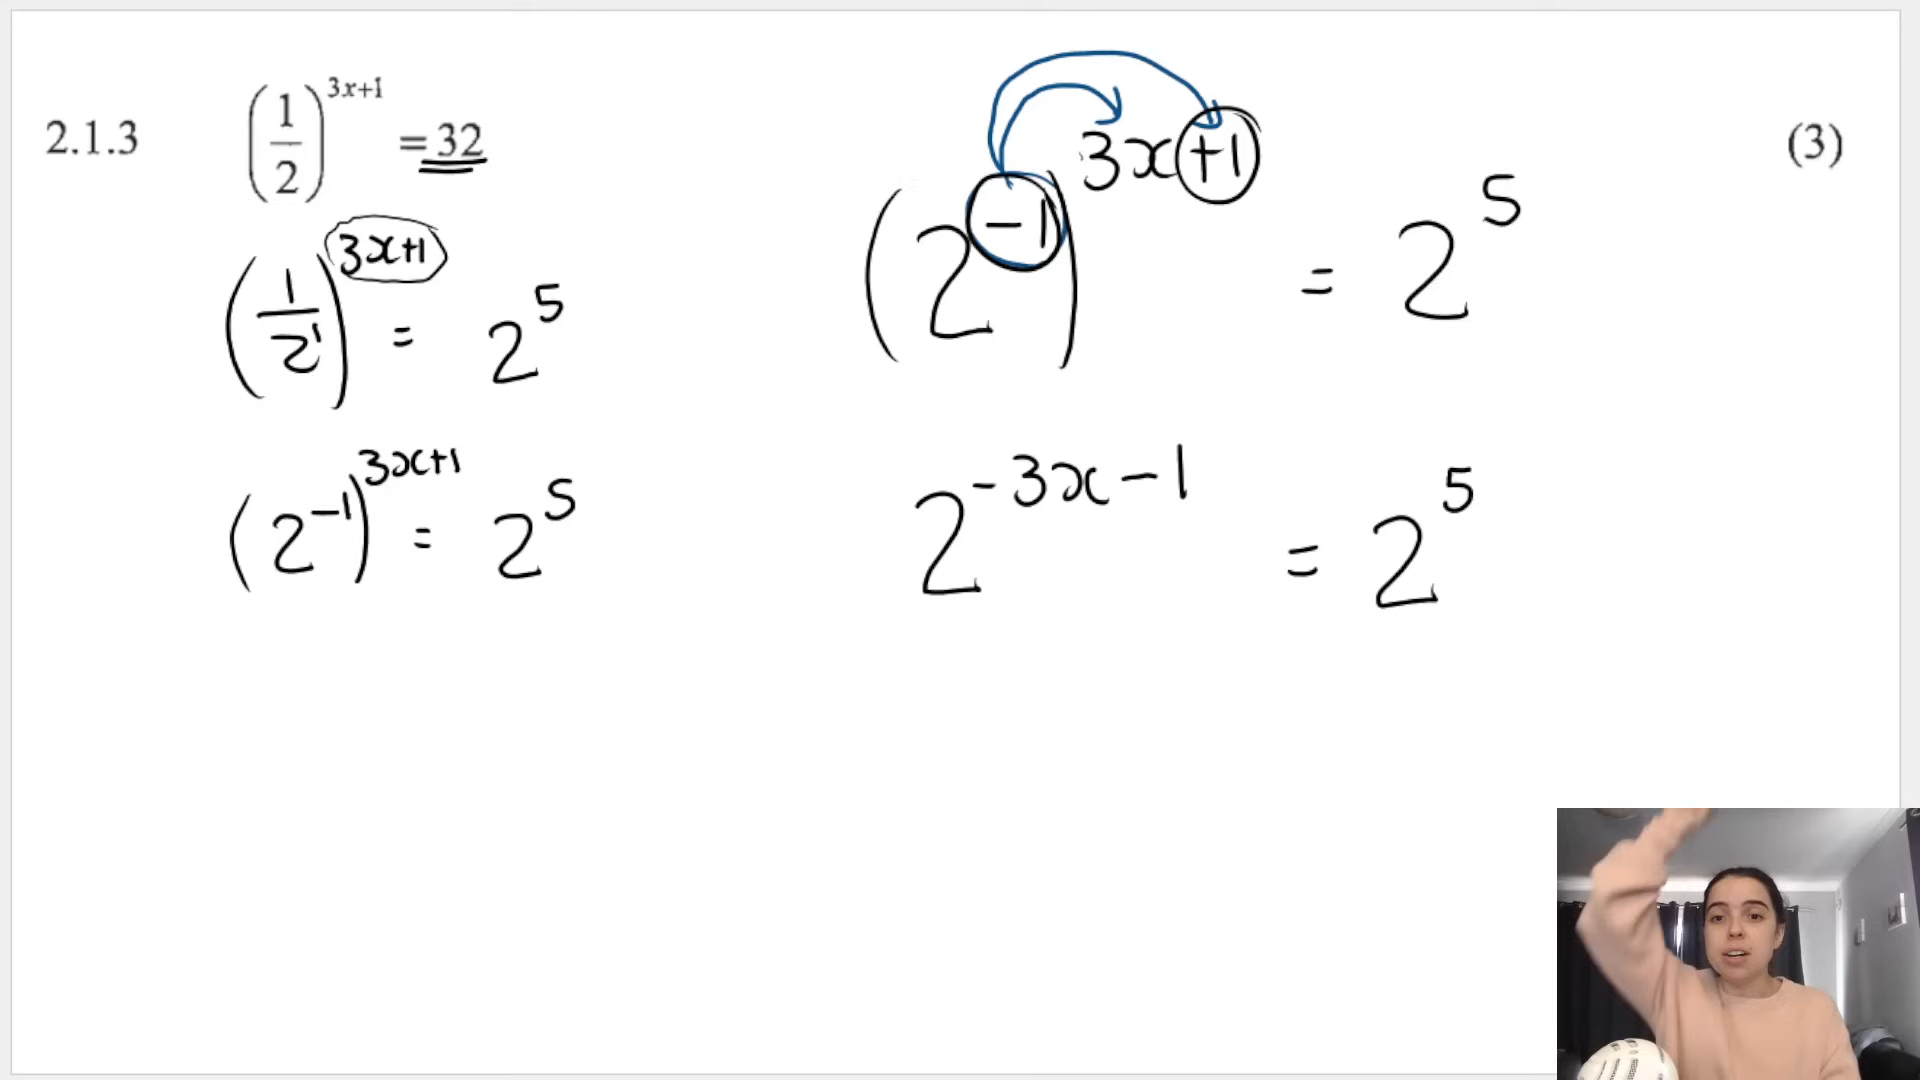 2.1.3 (1/2)^{3x+1} = 32 (3)
(1/2^1)^{3x+1} = 2^5
(2^{-1})^{3x+1} = 2^5
(2^{-1})^{3x+1} = 2^5
2^{-3x-1} = 2^5